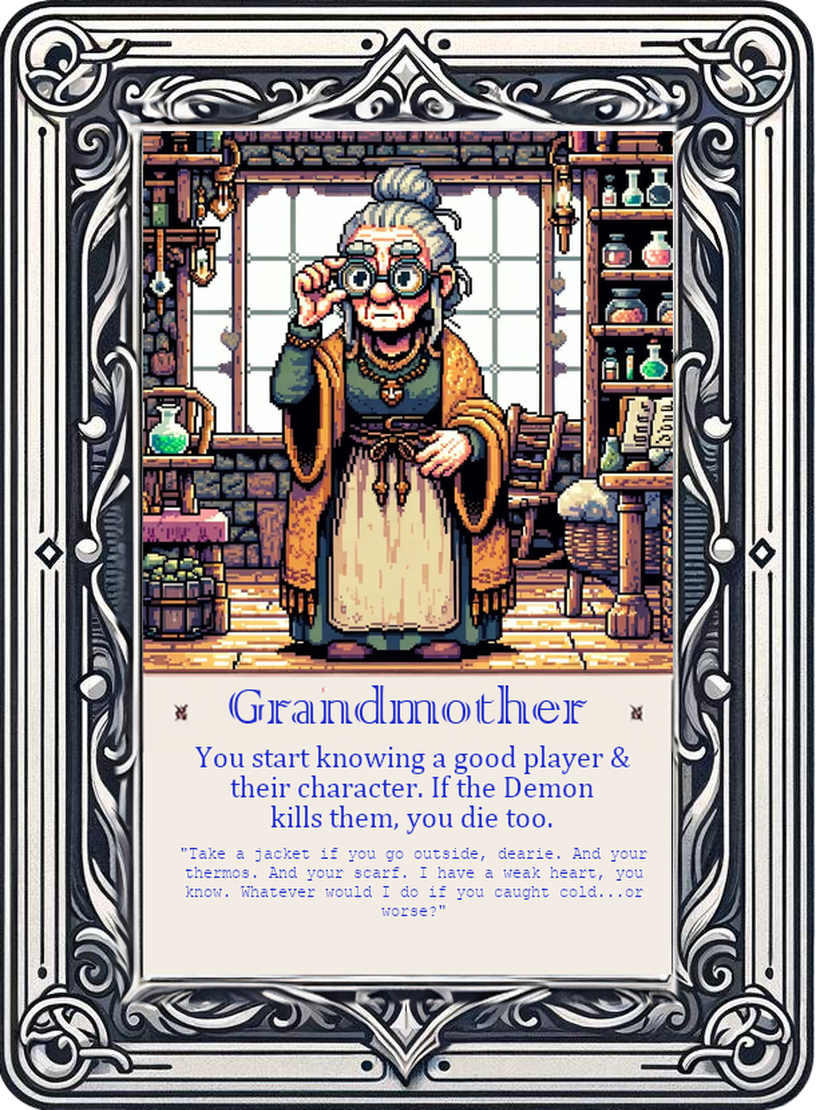 Grandmother
You start knowing a good player &
their character. If the Demon
kills them, you die too.
"Take a jacket if you go outside, dearie. And your
thermos. And your scarf. I have a weak heart, you
know. Whatever would I do if you caught cold...or
worse?"